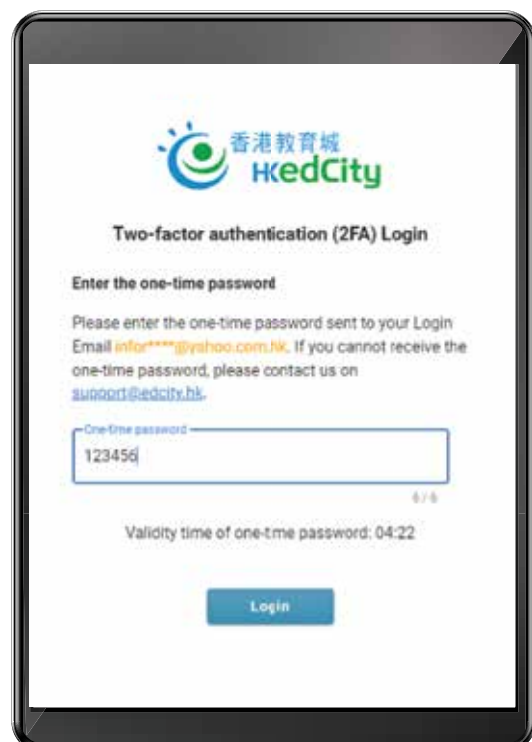 香港教育城
HKedCity
Two-factor authentication (2FA) Login
Enter the one-time password
Please enter the one-time password sent to your Login
Email infor****@yahoo.com.hk. If you cannot receive the
one-time password, please contact us on
support@edcity.hk.
One-time password
123456
6 / 6
Validity time of one-time password: 04:22
Login